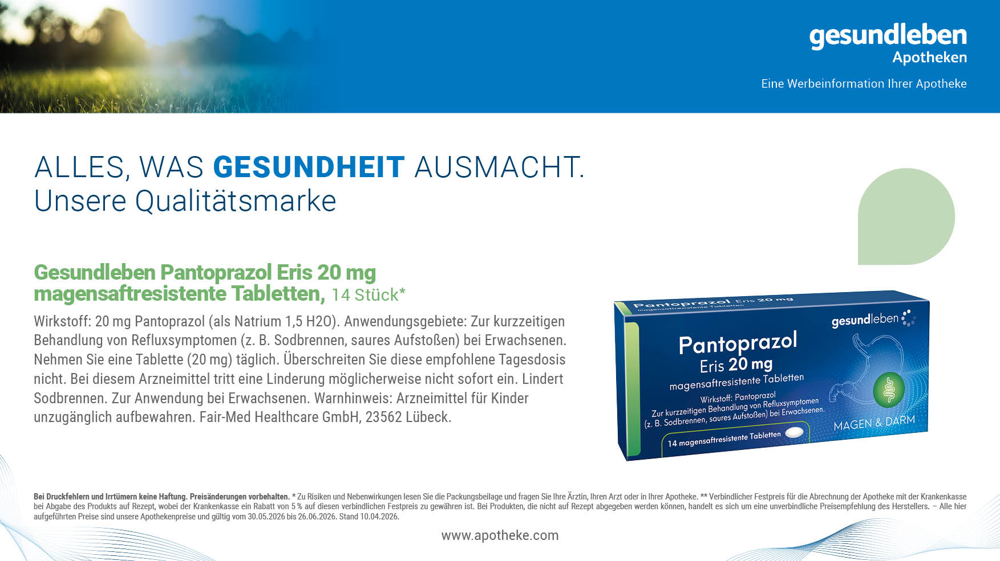 gesundleben
Apotheken
Eine Werbeinformation Ihrer Apotheke
ALLES, WAS GESUNDHEIT AUSMACHT.
Unsere Qualitätsmarke
Gesundleben Pantoprazol Eris 20 mg
magensaftresistente Tabletten, 14 Stück*
Wirkstoff: 20 mg Pantoprazol (als Natrium 1,5 H2O). Anwendungsgebiete: Zur kurzzeitigen
Behandlung von Refluxsymptomen (z. B. Sodbrennen, saures Aufstoßen) bei Erwachsenen.
Nehmen Sie eine Tablette (20 mg) täglich. Überschreiten Sie diese empfohlene Tagesdosis
nicht. Bei diesem Arzneimittel tritt eine Linderung möglicherweise nicht sofort ein. Lindert
Sodbrennen. Zur Anwendung bei Erwachsenen. Warnhinweis: Arzneimittel für Kinder
unzugänglich aufbewahren. Fair-Med Healthcare GmbH, 23562 Lübeck.
Pantoprazol Eris 20 mg
magensaftresistente Tabletten
gesundleben
Pantoprazol
Eris 20 mg
magensaftresistente Tabletten
Wirkstoff: Pantoprazol
Zur kurzzeitigen Behandlung von Refluxsymptomen
(z. B. Sodbrennen, saures Aufstoßen) bei Erwachsenen.
MAGEN & DARM
14 magensaftresistente Tabletten
Bei Druckfehlern und Irrtümern keine Haftung. Preisänderungen vorbehalten. * Zu Risiken und Nebenwirkungen lesen Sie die Packungsbeilage und fragen Sie Ihre Ärztin, Ihren Arzt oder in Ihrer Apotheke. ** Verbindlicher Festpreis für die Abrechnung der Apotheke mit der Krankenkasse
bei Abgabe des Produkts auf Rezept, wobei der Krankenkasse ein Rabatt von 5 % auf diesen verbindlichen Festpreis zu gewähren ist. Bei Produkten, die nicht auf Rezept abgegeben werden können, handelt es sich um eine unverbindliche Preisempfehlung des Herstellers. – Alle hier
aufgeführten Preise sind unsere Apothekenpreise und gültig vom 30.05.2026 bis 26.06.2026. Stand 10.04.2026.
www.apotheke.com